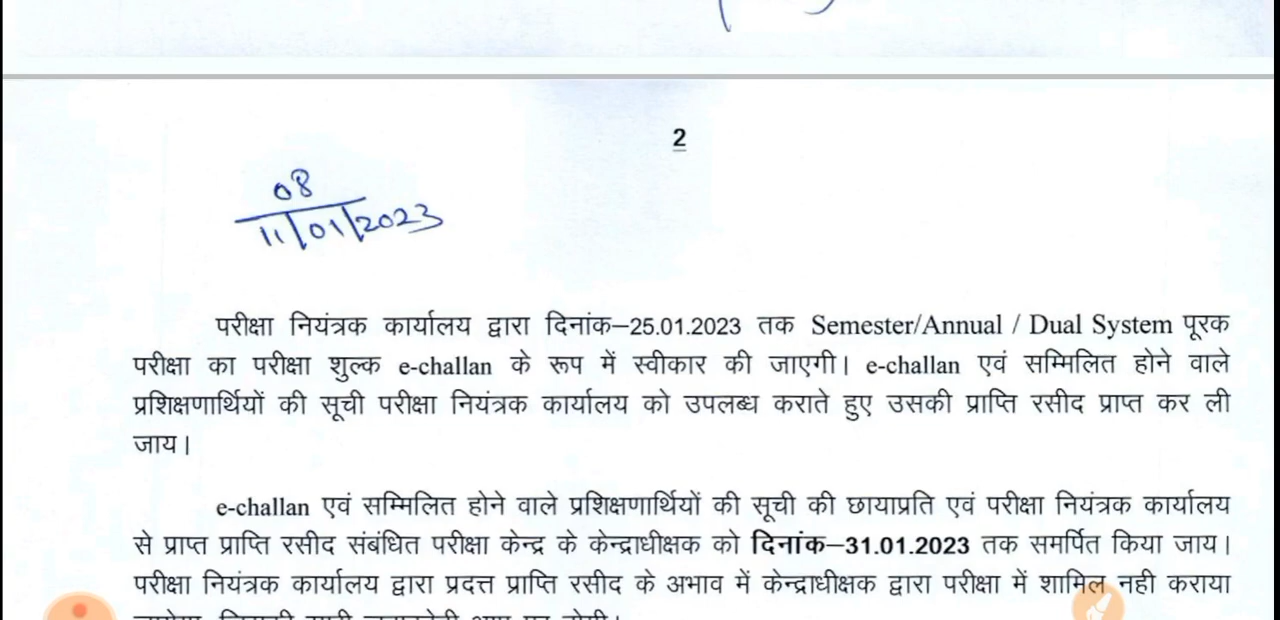 2
08
11/01/2023
परीक्षा नियंत्रक कार्यालय द्वारा दिनांक–25.01.2023 तक Semester/Annual / Dual System पूरक
परीक्षा का परीक्षा शुल्क e-challan के रूप में स्वीकार की जाएगी। e-challan एवं सम्मिलित होने वाले
प्रशिक्षणार्थियों की सूची परीक्षा नियंत्रक कार्यालय को उपलब्ध कराते हुए उसकी प्राप्ति रसीद प्राप्त कर ली
जाय।
e-challan एवं सम्मिलित होने वाले प्रशिक्षणार्थियों की सूची की छायाप्रति एवं परीक्षा नियंत्रक कार्यालय
से प्राप्त प्राप्ति रसीद संबंधित परीक्षा केन्द्र के केन्द्राधीक्षक को दिनांक–31.01.2023 तक समर्पित किया जाय।
परीक्षा नियंत्रक कार्यालय द्वारा प्रदत्त प्राप्ति रसीद के अभाव में केन्द्राधीक्षक द्वारा परीक्षा में शामिल नही कराया